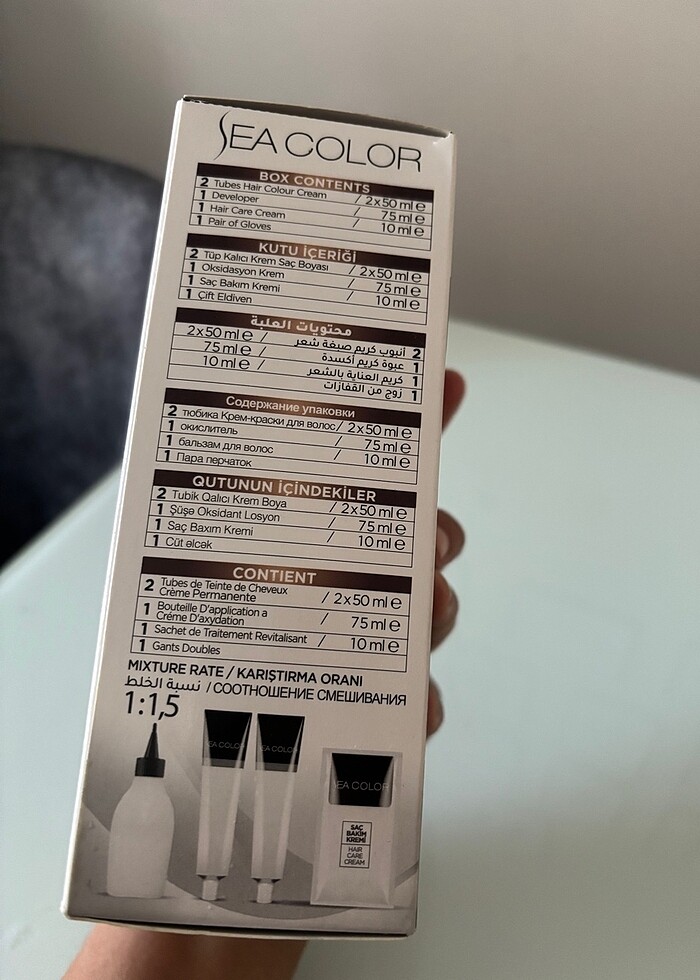 SEA COLOR
BOX CONTENTS
2 Tubes Hair Colour Cream / 2x50 ml e
1 Developer / 75 ml e
1 Hair Care Cream / 10 ml e
1 Pair of Gloves
KUTU İÇERİĞİ
2 Tüp Kalıcı Krem Saç Boyası / 2x50 ml e
1 Oksidasyon Krem / 75 ml e
1 Saç Bakım Kremi / 10 ml e
1 Çift Eldiven
محتويات العلبة
2 أنبوب كريم صبغة شعر / 2x50 ml e
1 عبوة كريم أكسدة / 75 ml e
1 كريم العناية بالشعر / 10 ml e
1 زوج من القفازات
Содержание упаковки
2 тюбика Крем-краски для волос / 2x50 ml e
1 окислитель / 75 ml e
1 бальзам для волос / 10 ml e
1 Пара перчаток
QUTUNUN İÇİNDEKİLER
2 Tubik Qalıcı Krem Boya / 2x50 ml e
1 Şüşə Oksidant Losyon / 75 ml e
1 Saç Baxım Kremi / 10 ml e
1 Cüt əlcək
CONTIENT
2 Tubes de Teinte de Cheveux
Crème Permanente / 2x50 ml e
1 Bouteille D'application a
Créme D'axydation / 75 ml e
1 Sachet de Traitement Revitalisant / 10 ml e
1 Gants Doubles
MIXTURE RATE / KARIŞTIRMA ORANI
نسبة الخلط / СООТНОШЕНИЕ СМЕШИВАНИЯ
1:1,5
SEA COLOR
SEA COLOR
SEA COLOR
SAÇ
BAKIM
KREMİ
HAIR
CARE
CREAM